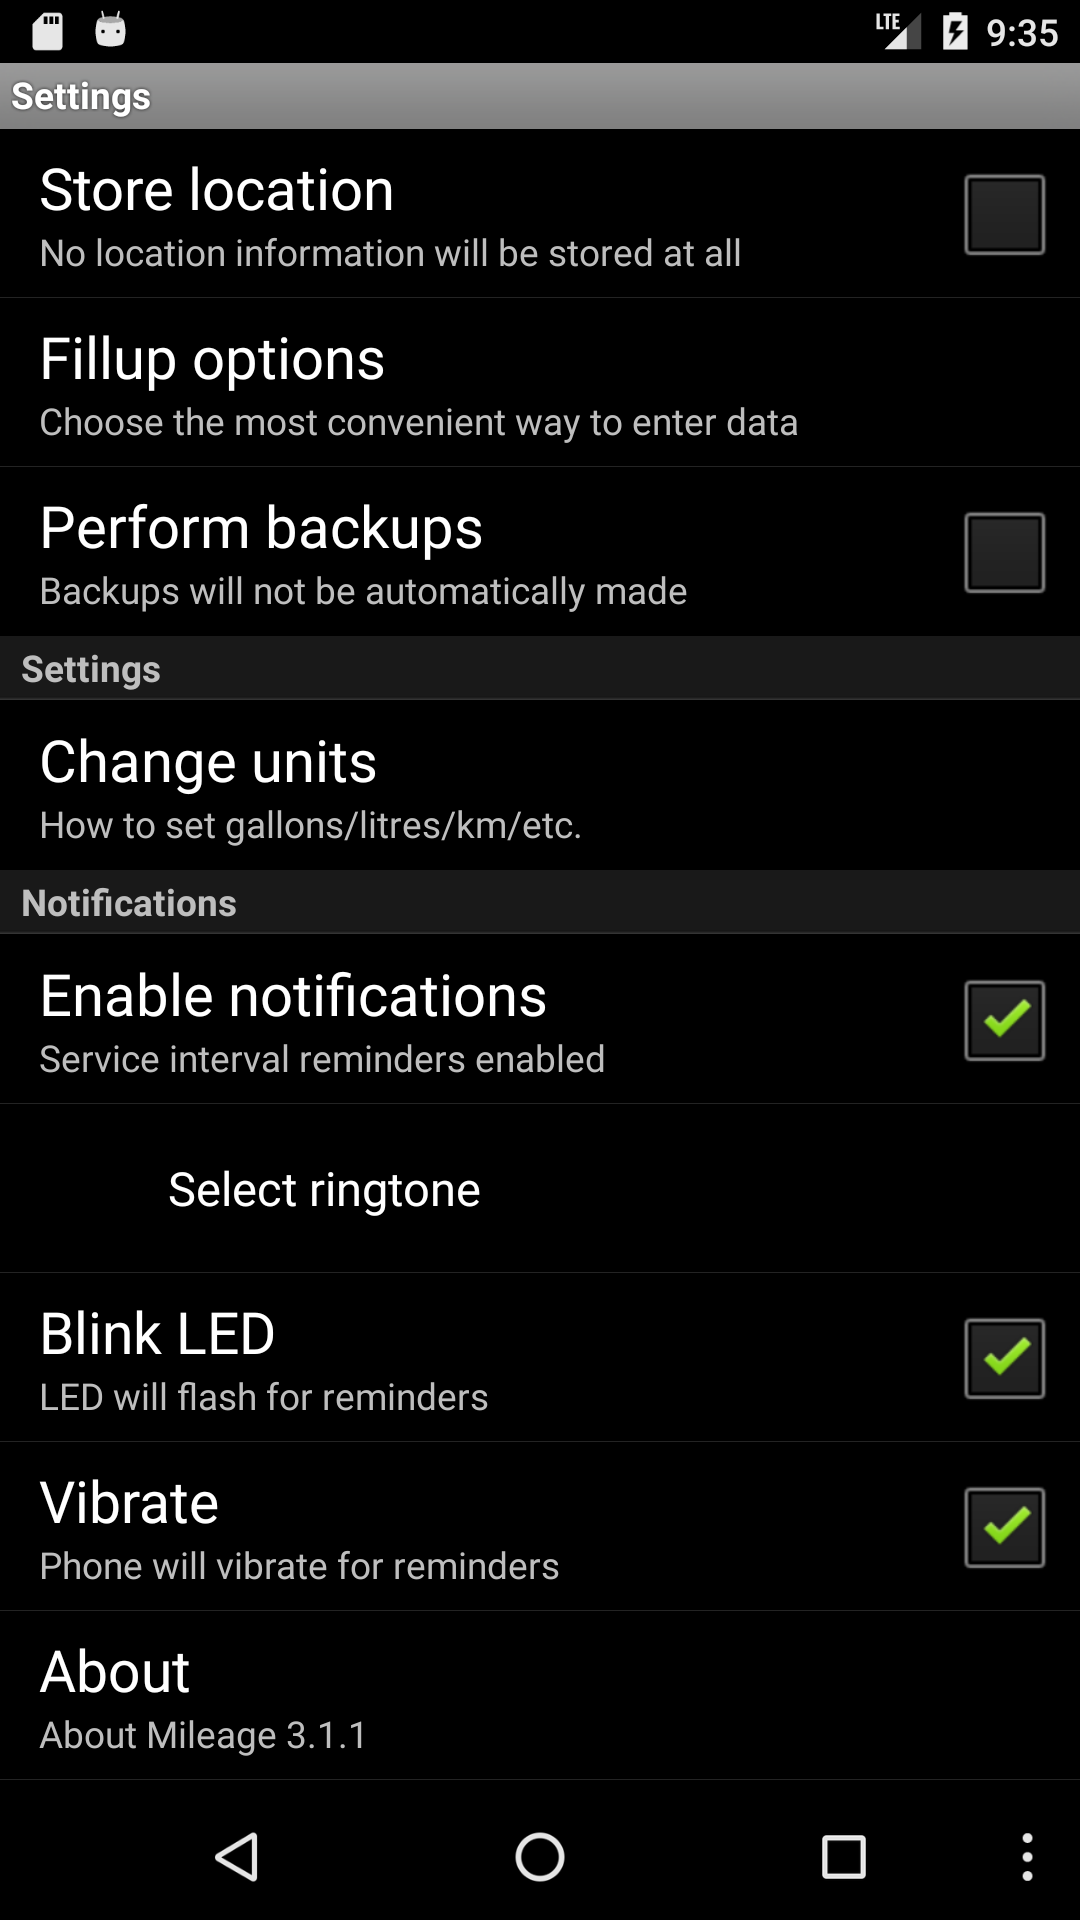 LTE 9:35
Settings
Store location
No location information will be stored at all
Fillup options
Choose the most convenient way to enter data
Perform backups
Backups will not be automatically made
Settings
Change units
How to set gallons/litres/km/etc.
Notifications
Enable notifications
Service interval reminders enabled
Select ringtone
Blink LED
LED will flash for reminders
Vibrate
Phone will vibrate for reminders
About
About Mileage 3.1.1